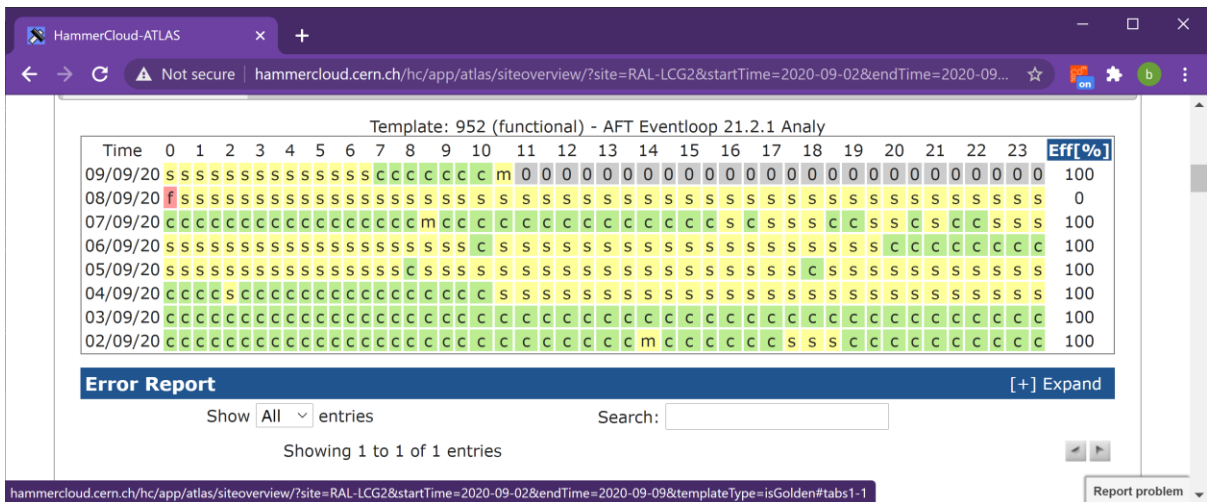 HammerCloud-ATLAS
Not secure | hammercloud.cern.ch/hc/app/atlas/siteoverview/?site=RAL-LCG2&startTime=2020-09-02&endTime=2020-09...
on
b
Template: 952 (functional) - AFT Eventloop 21.2.1 Analy
Time 0 1 2 3 4 5 6 7 8 9 10 11 12 13 14 15 16 17 18 19 20 21 22 23 Eff[%]
09/09/20 s s s s s s s s s s s s s s c c c c c c c m 0 0 0 0 0 0 0 0 0 0 0 0 0 0 0 0 0 0 0 0 0 0 0 0 0 0 100
08/09/20 f s s s s s s s s s s s s s s s s s s s s s s s s s s s s s s s s s s s s s s s s s s s s s s s 0
07/09/20 c c c c c c c c c c c c c c c c c m c c c c c c c c c c c c c c s c s s s c c s s c s c c s s s 100
06/09/20 s s s s s s s s s s s s s s s s s s s s c s s s s s s s s s s s s s s s s s s s c c c c c c c c 100
05/09/20 s s s s s s s s s s s s s s s s c s s s s s s s s s s s s s s s s s s s c s s s s s s s s s s s 100
04/09/20 c c c c s c c c c c c c c c c c c c c c c s s s s s s s s s s s s s s s s s s s s s s s s s s s 100
03/09/20 c c c c c c c c c c c c c c c c c c c c c c c c c c c c c c c c c c c c c c c c c c c c c c c c 100
02/09/20 c c c c c c c c c c c c c c c c c c c c c c c c c c c c m c c c c c c s s s c c c c c c c c c c 100
Error Report [+] Expand
Show All entries Search:
Showing 1 to 1 of 1 entries
hammercloud.cern.ch/hc/app/atlas/siteoverview/?site=RAL-LCG2&startTime=2020-09-02&endTime=2020-09-09&templateType=isGolden#tabs1-1
Report problem